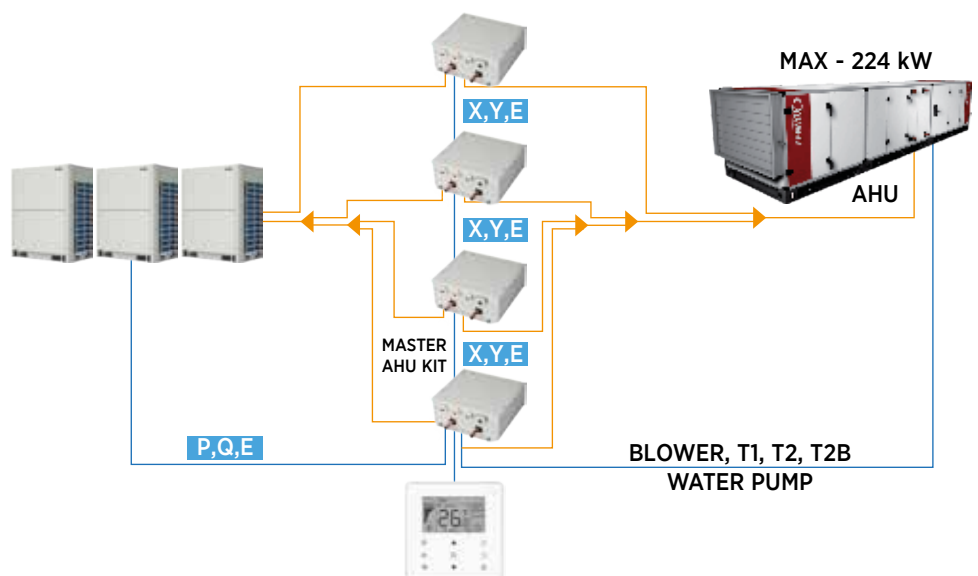 MAX - 224 kW
X,Y,E
AHU
X,Y,E
MASTER
AHU KIT
X,Y,E
P,Q,E
BLOWER, T1, T2, T2B
WATER PUMP
26